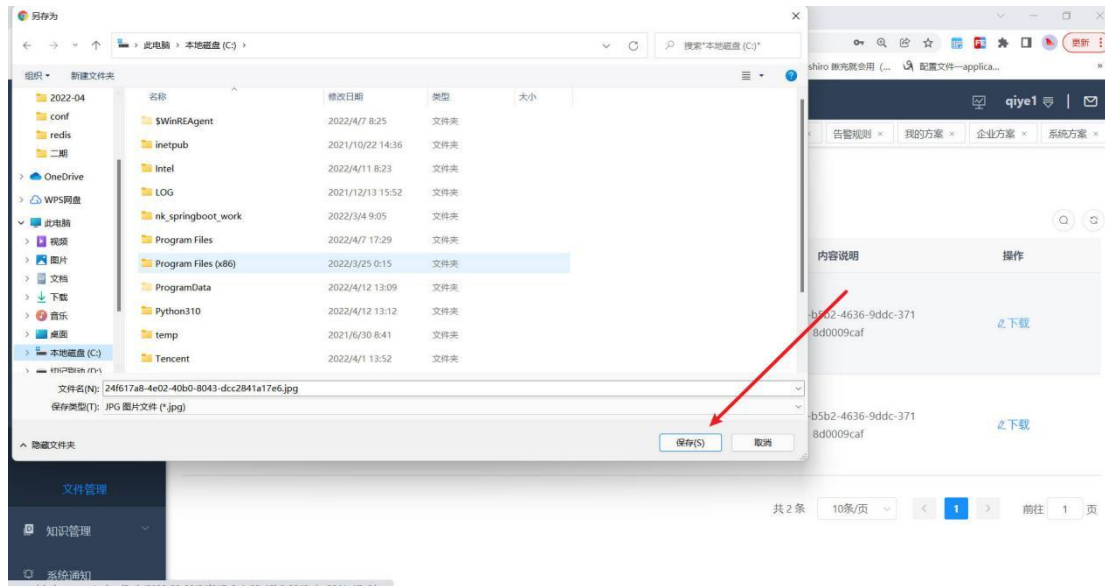 另存为
此电脑 › 本地磁盘 (C:) ›
搜索"本地磁盘 (C:)"
更新
组织 新建文件夹
配置文件—applica...
qiye1
告警规则 × 我的方案 × 企业方案 × 系统方案 ×
名称 修改日期 类型 大小
2022-04
conf
redis
二期
OneDrive
WPS网盘
此电脑
视频
图片
文档
下载
音乐
桌面
本地磁盘 (C:)
$WinREAgent 2022/4/7 8:25 文件夹
inetpub 2021/10/22 14:36 文件夹
Intel 2022/4/11 8:23 文件夹
LOG 2021/12/13 15:52 文件夹
nk_springboot_work 2022/3/4 9:05 文件夹
Program Files 2022/4/7 17:29 文件夹
Program Files (x86) 2022/3/25 0:15 文件夹
ProgramData 2022/4/12 13:09 文件夹
Python310 2022/4/12 13:12 文件夹
temp 2021/6/30 8:41 文件夹
Tencent 2022/4/1 13:52 文件夹
文件名(N): 24f617a8-4e02-40b0-8043-dcc2841a17e6.jpg
保存类型(T): JPG 图片文件 (*.jpg)
隐藏文件夹
保存(S) 取消
内容说明 操作
-b5b2-4636-9ddc-371
8d0009caf
下载
-b5b2-4636-9ddc-371
8d0009caf
下载
文件管理
知识管理
系统通知
共 2 条 10条/页 1 前往 1 页